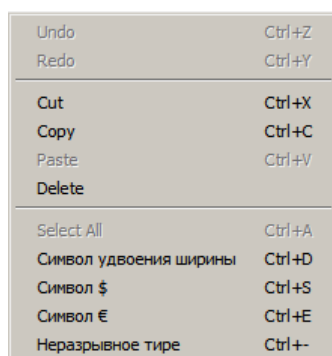 Undo Ctrl+Z
Redo Ctrl+Y
Cut Ctrl+X
Copy Ctrl+C
Paste Ctrl+V
Delete
Select All Ctrl+A
Символ удвоения ширины Ctrl+D
Символ $ Ctrl+S
Символ € Ctrl+E
Неразрывное тире Ctrl+-